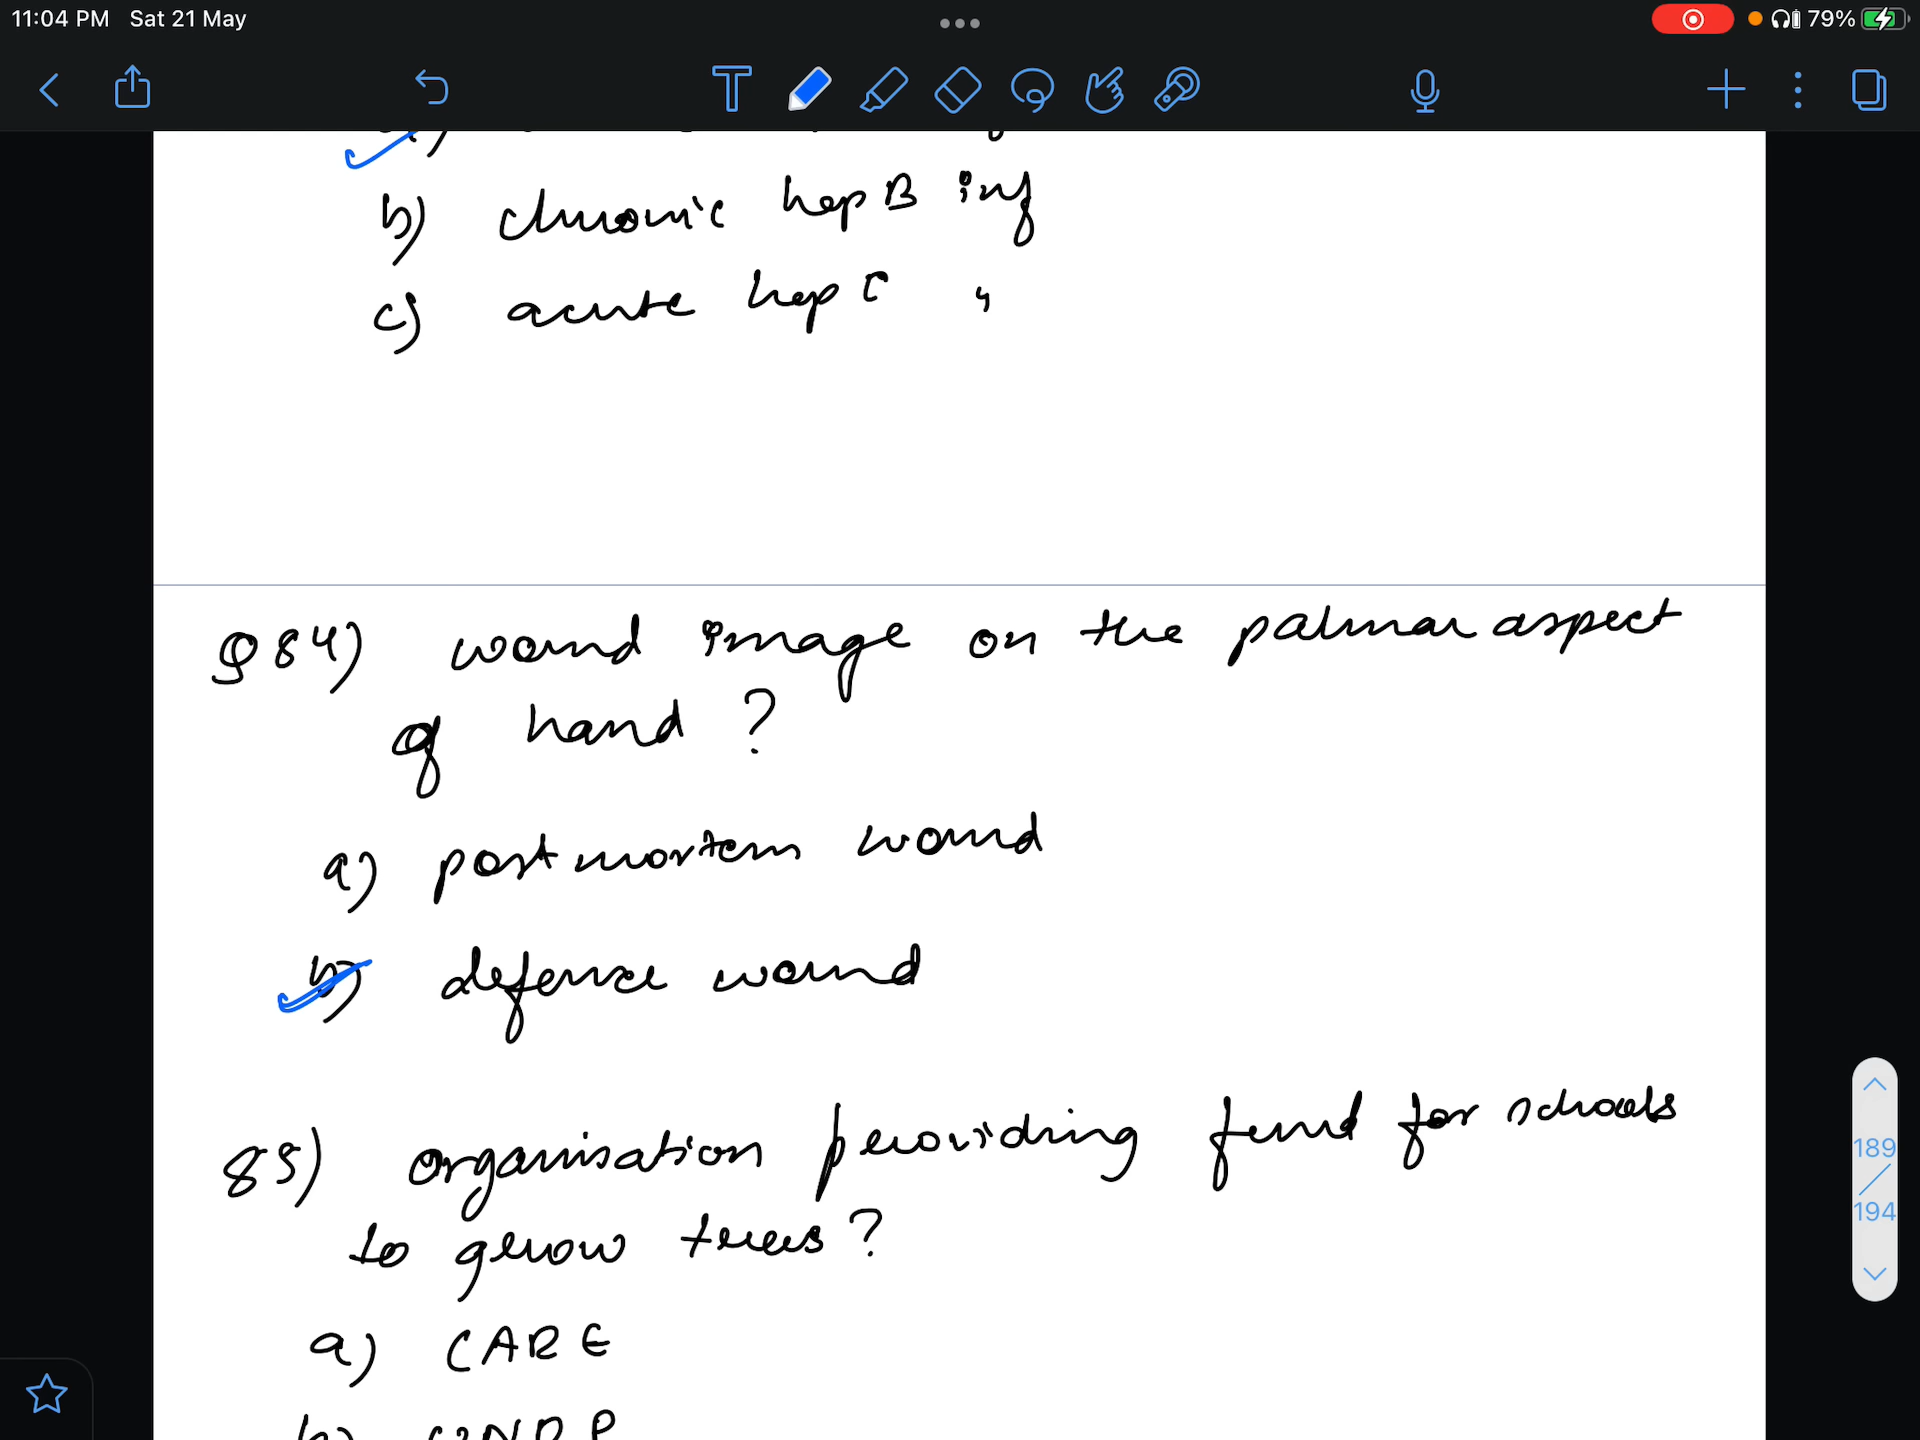 11:04 PM Sat 21 May
79%
b) chronic hep B inf
c) acute hep C "
Q84) wound image on the palmar aspect
of hand ?
a) postmortem wound
b) defence wound
85) organisation providing fund for schools
to grow trees ?
a) CARE
b) UNDP
189
194